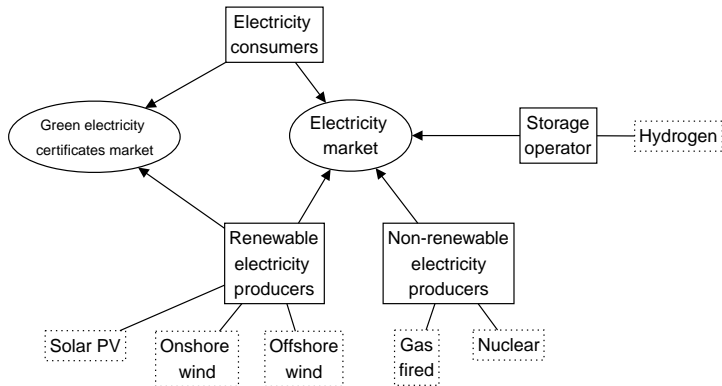 Electricity
consumers
Green electricity
certificates market
Electricity
market
Storage
operator
Hydrogen
Renewable
electricity
producers
Non-renewable
electricity
producers
Solar PV
Onshore
wind
Offshore
wind
Gas
fired
Nuclear